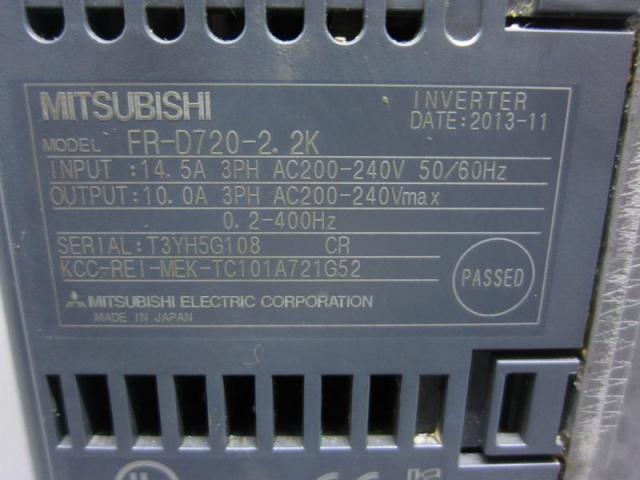 MITSUBISHI INVERTER
DATE:2013-11
MODEL FR-D720-2.2K
INPUT :14.5A 3PH AC200-240V 50/60Hz
OUTPUT:10.0A 3PH AC200-240Vmax
0.2-400Hz
SERIAL:T3YH5G108 CR
KCC-REI-MEK-TC101A721G52
PASSED
MITSUBISHI ELECTRIC CORPORATION
MADE IN JAPAN